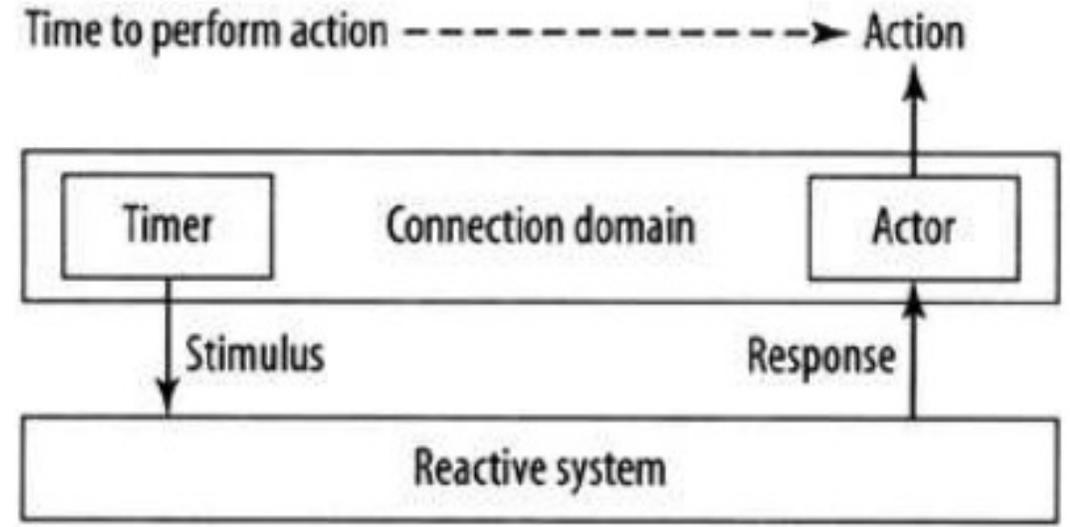 Time to perform action
Action
Timer
Connection domain
Actor
Stimulus
Response
Reactive system